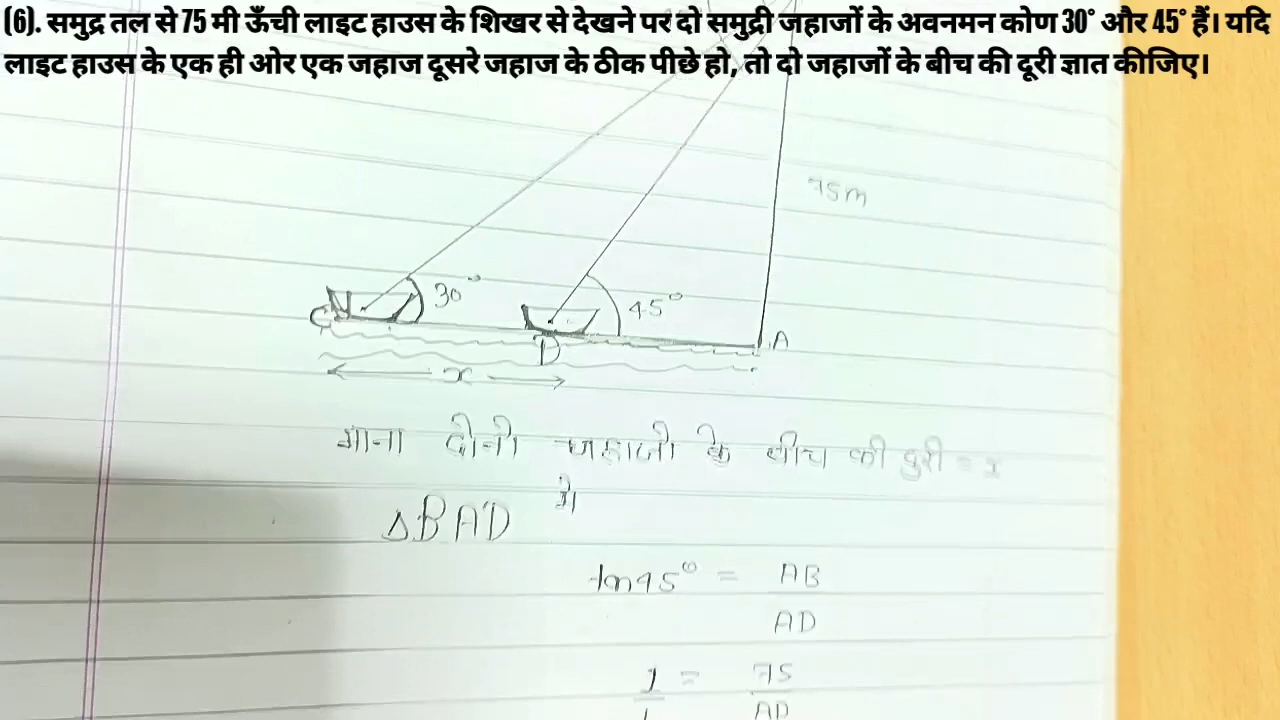 (6). समुद्र तल से 75 मी ऊँची लाइट हाउस के शिखर से देखने पर दो समुद्री जहाजों के अवनमन कोण 30° और 45° हैं। यदि
लाइट हाउस के एक ही ओर एक जहाज दूसरे जहाज के ठीक पीछे हो, तो दो जहाजों के बीच की दूरी ज्ञात कीजिए।
75m
30°
45°
C
D
A
x
माना दोनो जहाजो के बीच की दुरी = x
ΔBAD में
tan45° = AB
AD
1 = 75
1 AD